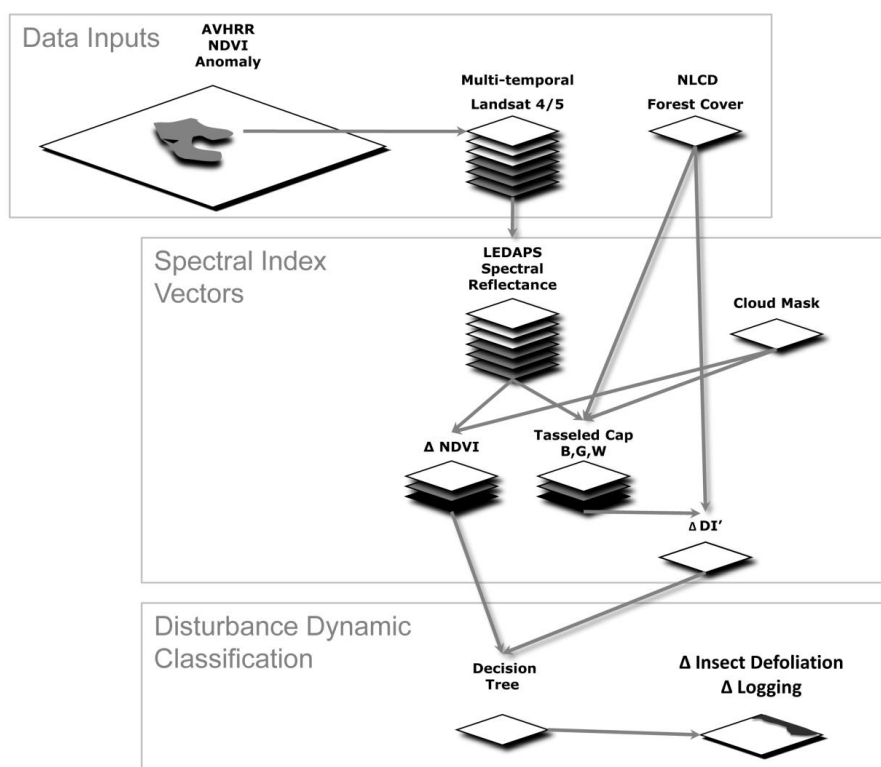 Data Inputs
AVHRR
NDVI
Anomaly
Multi-temporal
Landsat 4/5
NLCD
Forest Cover
Spectral Index
Vectors
LEDAPS
Spectral
Reflectance
Cloud Mask
Δ NDVI
Tasseled Cap
B,G,W
Δ DI’
Disturbance Dynamic
Classification
Decision
Tree
Δ Insect Defoliation
Δ Logging